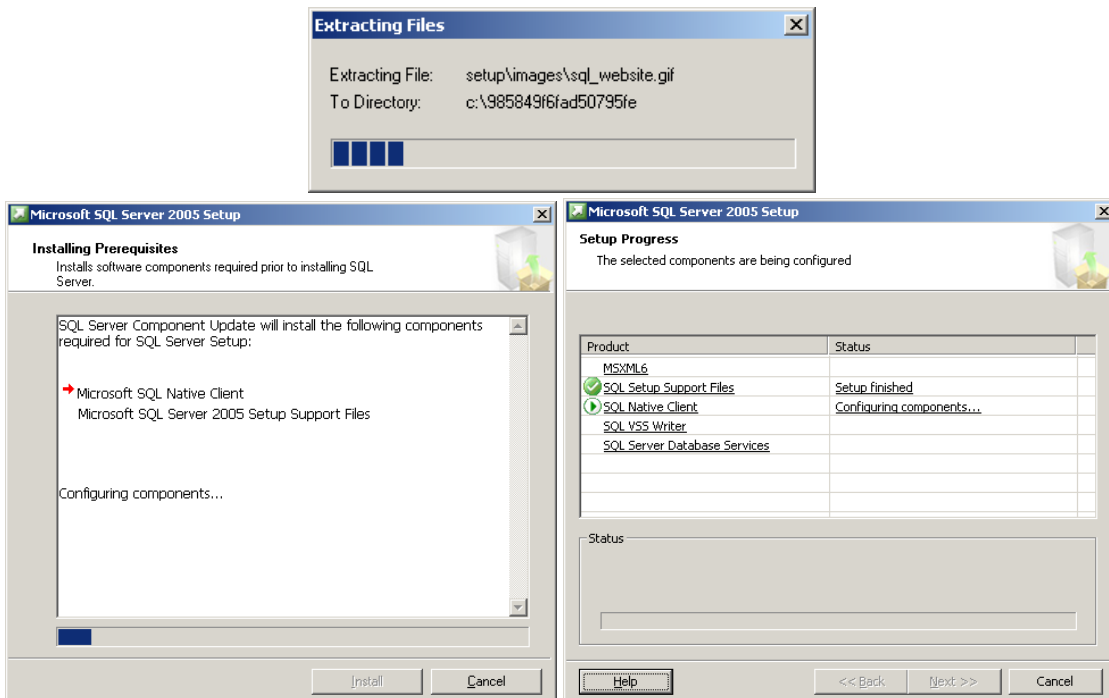 Extracting Files
Extracting File: setup\images\sql_website.gif
To Directory: c:\985849f6fad50795fe
Microsoft SQL Server 2005 Setup
Installing Prerequisites
Installs software components required prior to installing SQL
Server.
SQL Server Component Update will install the following components
required for SQL Server Setup:
Microsoft SQL Native Client
Microsoft SQL Server 2005 Setup Support Files
Configuring components...
Install Cancel
Microsoft SQL Server 2005 Setup
Setup Progress
The selected components are being configured
Product Status
MSXML6
SQL Setup Support Files Setup finished
SQL Native Client Configuring components...
SQL VSS Writer
SQL Server Database Services
Status
Help << Back Next >> Cancel